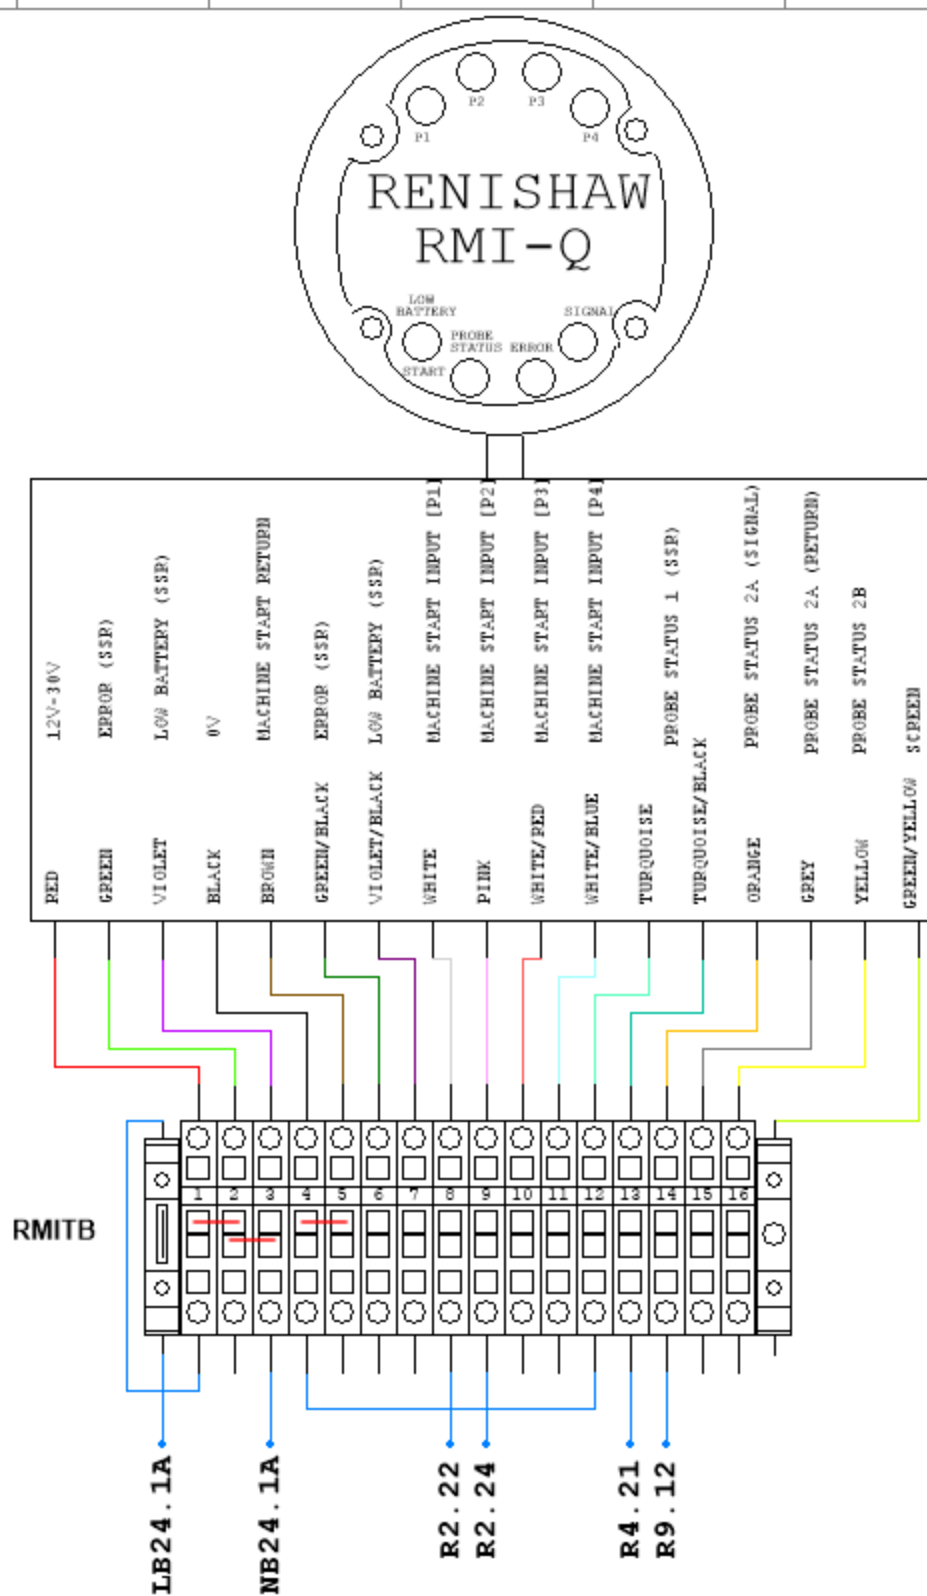 P1
P2
P3
P4
RENISHAW
RMI-Q
LOW
BATTERY
PROBE
STATUS
ERROR
SIGNAL
START
12V-30V
ERROR (SSR)
LOW BATTERY (SSR)
0V
MACHINE START RETURN
ERROR (SSR)
LOW BATTERY (SSR)
MACHINE START INPUT [P1]
MACHINE START INPUT [P2]
MACHINE START INPUT [P3]
MACHINE START INPUT [P4]
PROBE STATUS 1 (SSR)
PROBE STATUS 2A (SIGNAL)
PROBE STATUS 2A (RETURN)
PROBE STATUS 2B
SCREEN
RED
GREEN
VIOLET
BLACK
BROWN
GREEN/BLACK
VIOLET/BLACK
WHITE
PINK
WHITE/RED
WHITE/BLUE
TURQUOISE
TURQUOISE/BLACK
ORANGE
GREY
YELLOW
GREEN/YELLOW
1 2 3 4 5 6 7 8 9 10 11 12 13 14 15 16
RMITB
LB24.1A
NB24.1A
R2.22
R2.24
R4.21
R9.12